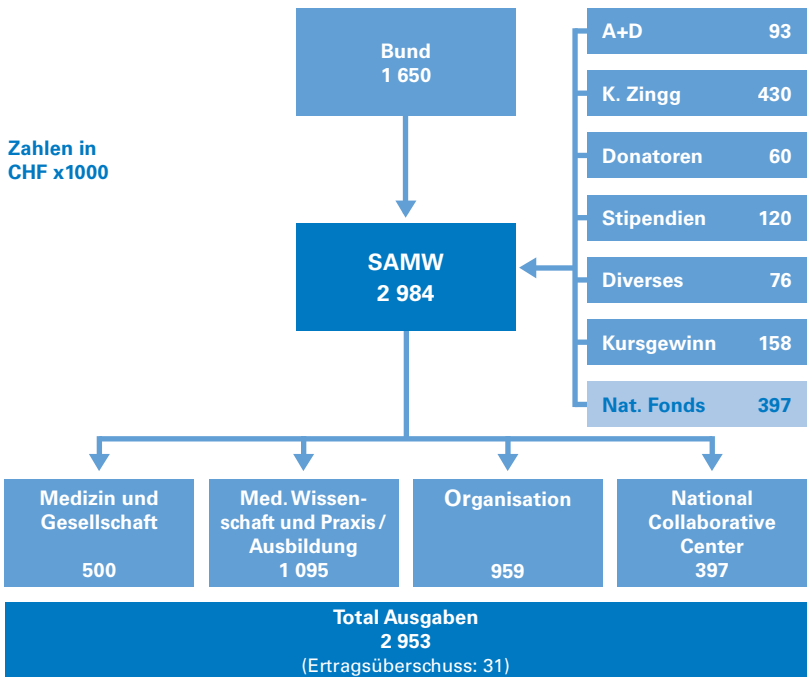 Bund
1 650
Zahlen in
CHF x1000
SAMW
2 984
A+D 93
K. Zingg 430
Donatoren 60
Stipendien 120
Diverses 76
Kursgewinn 158
Nat. Fonds 397
Medizin und
Gesellschaft
500
Med. Wissen-
schaft und Praxis /
Ausbildung
1 095
Organisation
959
National
Collaborative
Center
397
Total Ausgaben
2 953
(Ertragsüberschuss: 31)